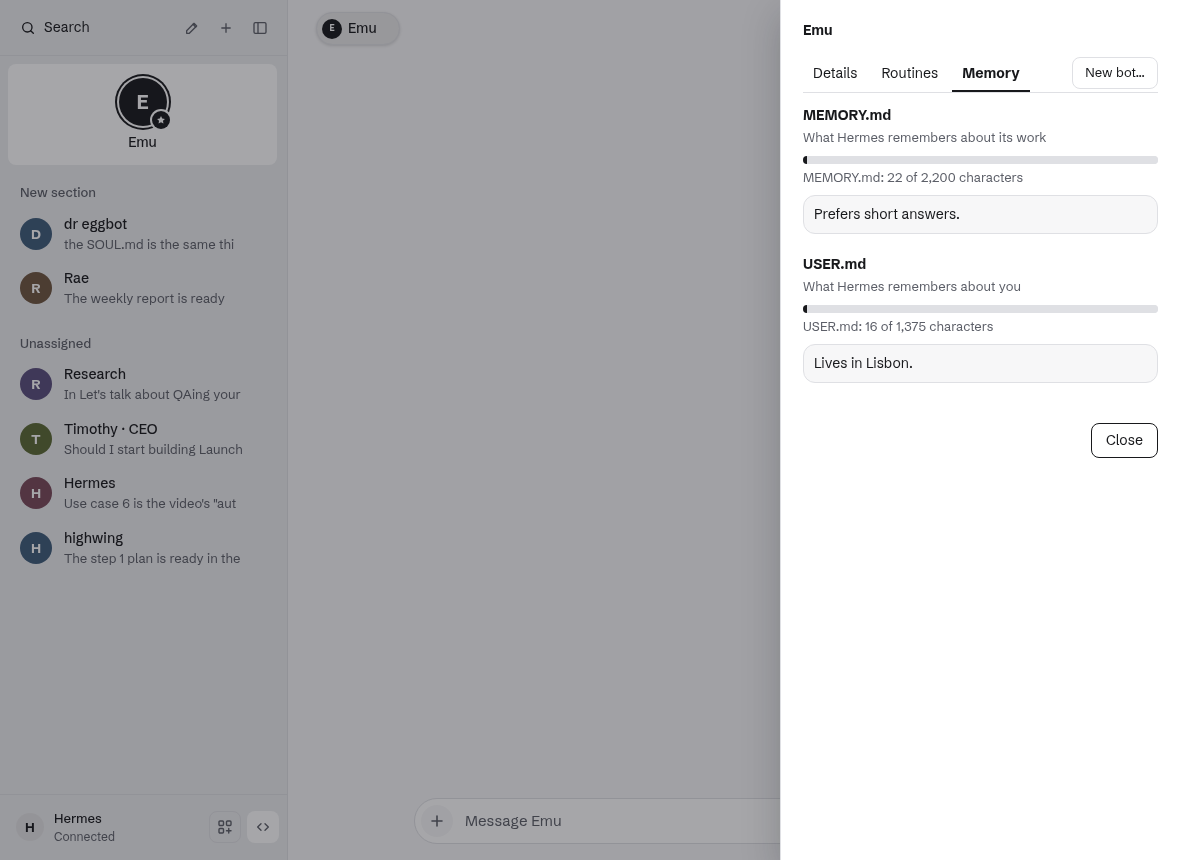 Search
E
Emu
New section
D
dr eggbot
the SOUL.md is the same thi
R
Rae
The weekly report is ready
Unassigned
R
Research
In Let's talk about QAing your
T
Timothy · CEO
Should I start building Launch
H
Hermes
Use case 6 is the video's "aut
H
highwing
The step 1 plan is ready in the
H
Hermes
Connected
E
Emu
Message Emu
Emu
Details
Routines
Memory
New bot…
MEMORY.md
What Hermes remembers about its work
MEMORY.md: 22 of 2,200 characters
Prefers short answers.
USER.md
What Hermes remembers about you
USER.md: 16 of 1,375 characters
Lives in Lisbon.
Close